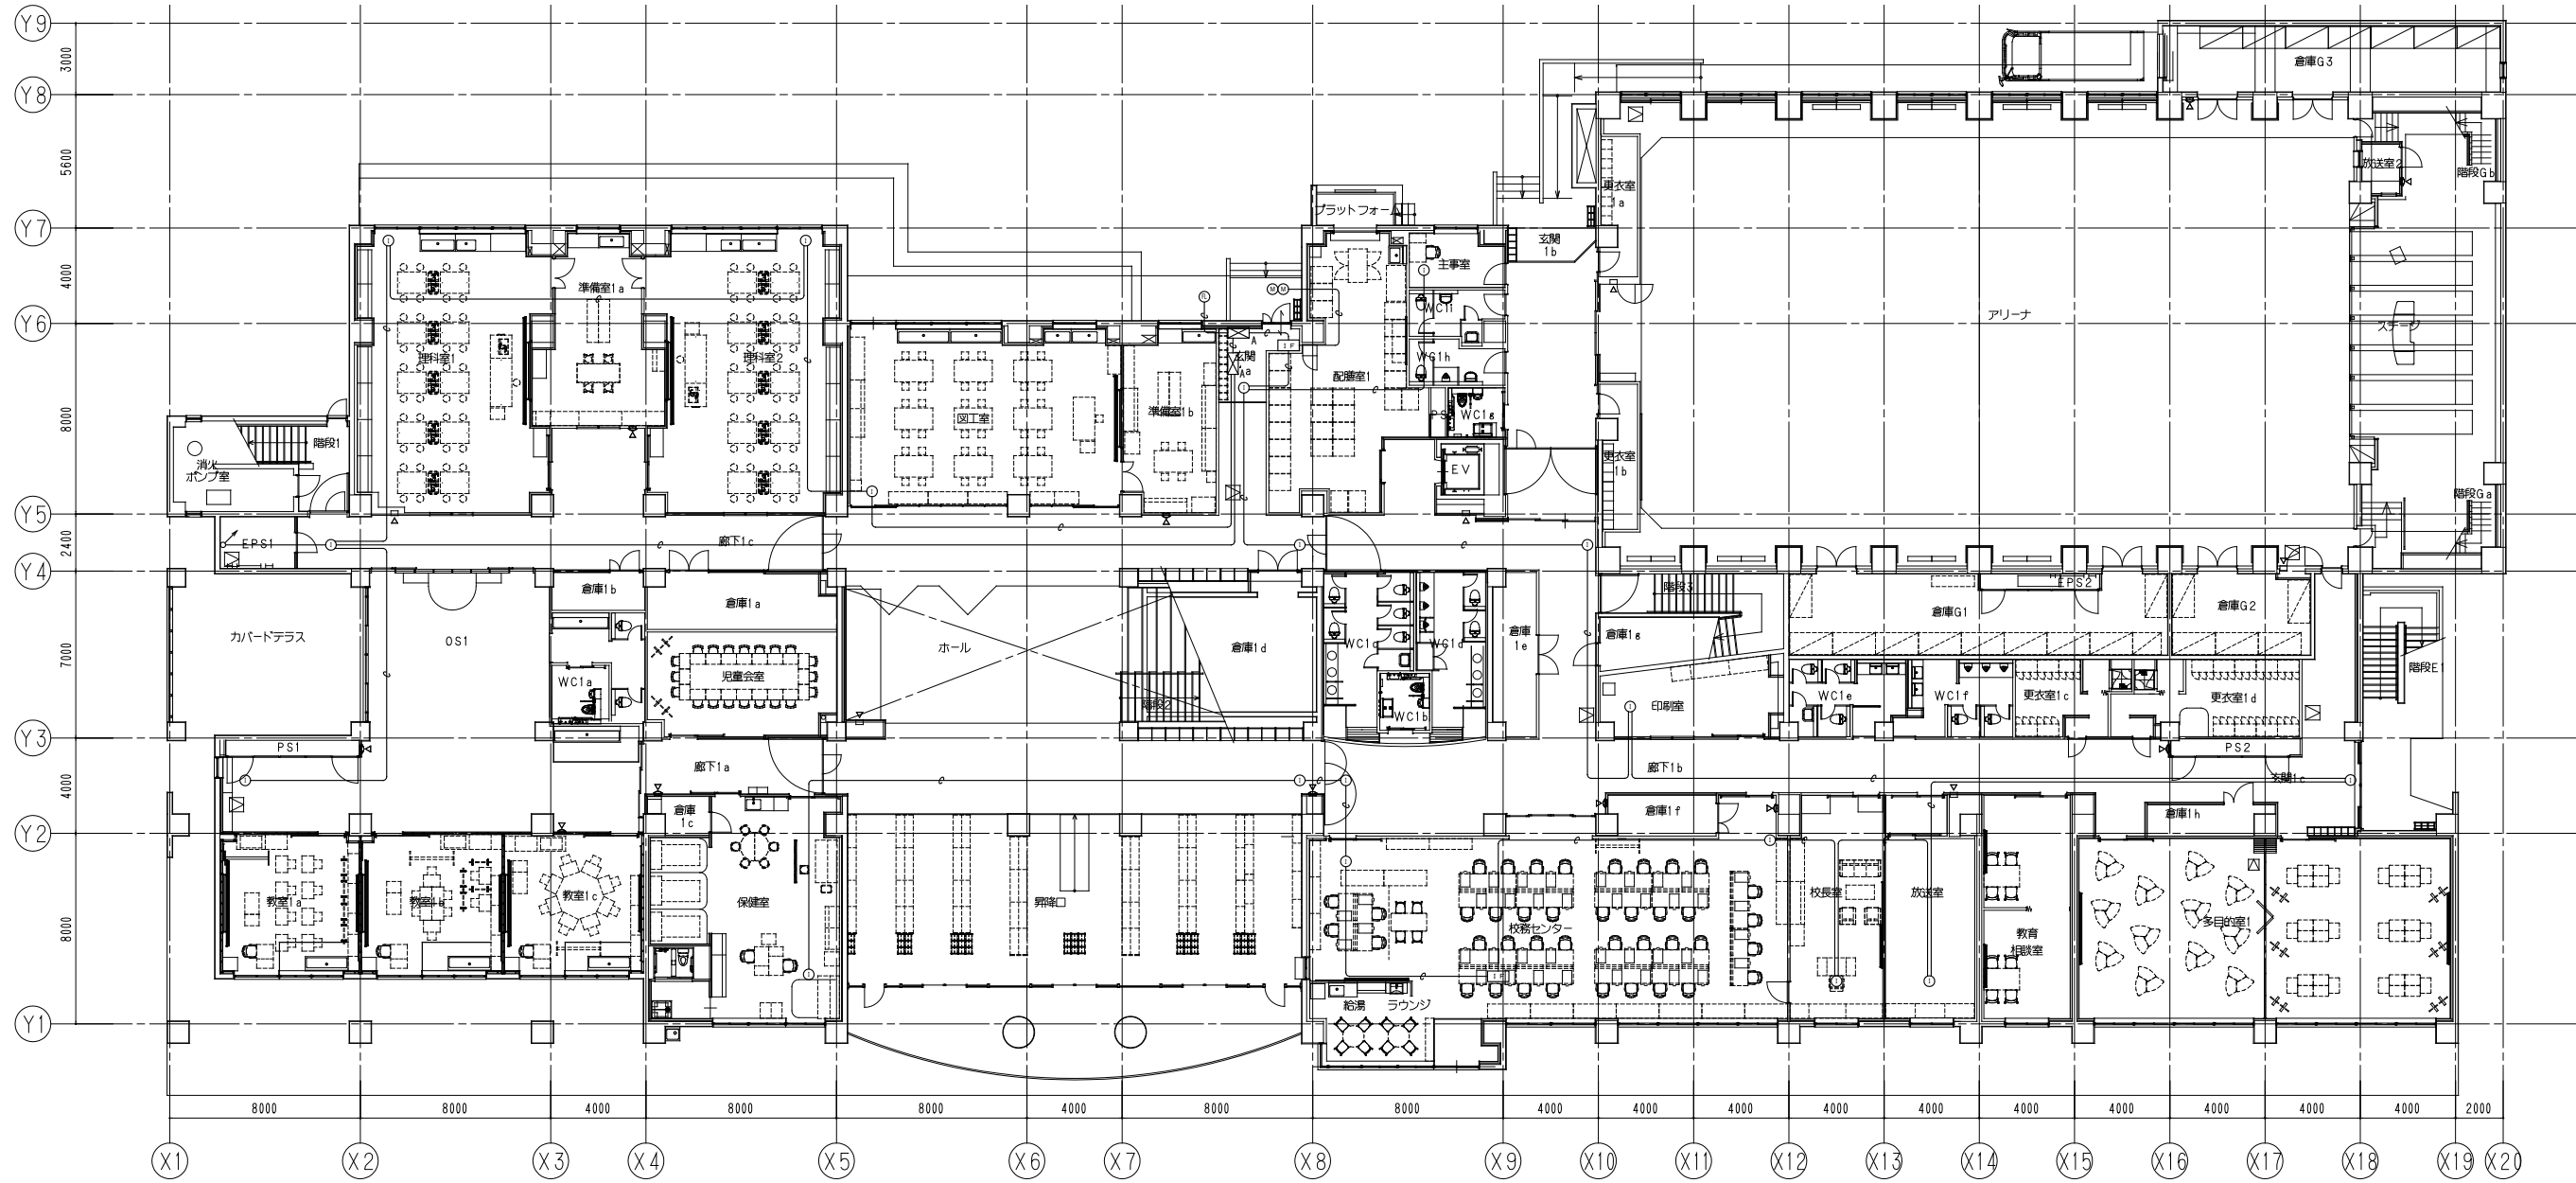 Y9
3000
倉庫G3
Y8
5600
放送室2
階段Gb
更衣室
1a
プラットフォーム
Y7
玄関
1b
主事室
4000
準備室1a
WC1i
アリーナ
ステージ
Y6
理科室1
理科室2
玄関
1a
A
A
配膳室1
WC1h
8000
図工室
準備室1b
PS
WC1g
階段1
消火
ポンプ室
EV
更衣室
1b
階段Ga
Y5
2400
EPS1
廊下1c
Y4
倉庫1b
倉庫1a
階段3
EPS2
カバードテラス
OS1
倉庫
1e
倉庫1g
倉庫G1
倉庫G2
7000
ホール
倉庫1d
WC1c
WC1d
児童会室
WC1a
階段E1
階段2
WC1b
印刷室
WC1e
WC1f
更衣室1c
更衣室1d
Y3
PS1
PS2
4000
廊下1a
廊下1b
玄関1c
倉庫
1c
倉庫1f
倉庫1h
Y2
8000
教室1a
教室1b
教室1c
保健室
昇降口
校務センター
校長室
放送室
教育
相談室
多目的室1
給湯
ラウンジ
Y1
8000
8000
4000
8000
8000
4000
8000
8000
4000
4000
4000
4000
4000
4000
4000
4000
4000
2000
X1
X2
X3
X4
X5
X6
X7
X8
X9
X10
X11
X12
X13
X14
X15
X16
X17
X18
X19
X20